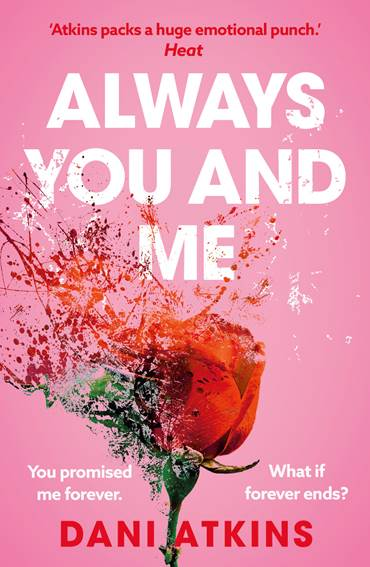 ‘Atkins packs a huge emotional punch.’
Heat
ALWAYS
YOU AND
ME
You promised
me forever.
What if
forever ends?
DANI ATKINS